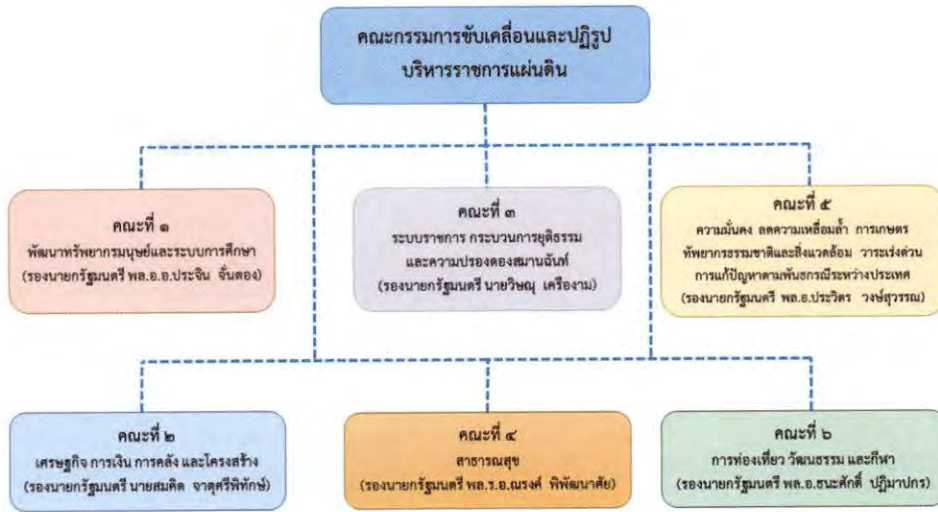 คณะกรรมการขับเคลื่อนและปฏิรูป
บริหารราชการแผ่นดิน
คณะที่ ๑
พัฒนาทรัพยากรมนุษย์และระบบการศึกษา
(รองนายกรัฐมนตรี พล.อ.อ.ประจิน จั่นตอง)
คณะที่ ๓
ระบบราชการ กระบวนการยุติธรรม
และความปรองดองสมานฉันท์
(รองนายกรัฐมนตรี นายวิษณุ เครืองาม)
คณะที่ ๕
ความมั่นคง ลดความเหลื่อมล้ำ การเกษตร
ทัพยากรธรรมชาติและสิ่งแวดล้อม วาระเร่งด่วน
การแก้ปัญหาตามพันธกรณีระหว่างประเทศ
(รองนายกรัฐมนตรี พล.อ.ประวิตร วงษ์สุวรรณ)
คณะที่ ๒
เศรษฐกิจ การเงิน การคลัง และโครงสร้าง
(รองนายกรัฐมนตรี นายสมคิด จาตุศรีพิทักษ์)
คณะที่ ๔
สาธารณสุข
(รองนายกรัฐมนตรี พล.ร.อ.ณรงค์ พิพัฒนาศัย)
คณะที่ ๖
การท่องเที่ยว วัฒนธรรม และกีฬา
(รองนายกรัฐมนตรี พล.อ.ธนะศักดิ์ ปฏิมาปกร)